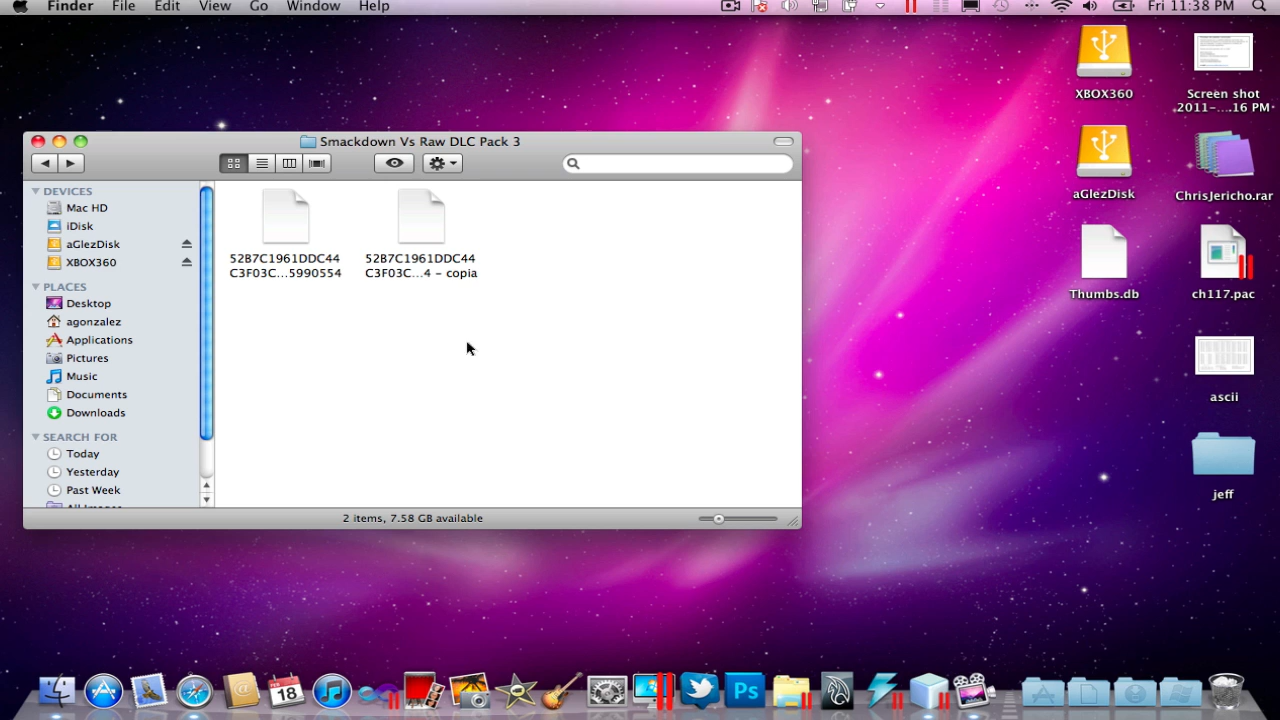 Finder File Edit View Go Window Help Fri 11:38 PM
Smackdown Vs Raw DLC Pack 3
DEVICES
Mac HD
iDisk
aGlezDisk
XBOX360
PLACES
Desktop
agonzalez
Applications
Pictures
Music
Documents
Downloads
SEARCH FOR
Today
Yesterday
Past Week
All Images
52B7C1961DDC44
C3F03C...5990554
52B7C1961DDC44
C3F03C...4 – copia
2 items, 7.58 GB available
XBOX360
Screen shot
2011-....16 PM
aGlezDisk
ChrisJericho.rar
Thumbs.db
ch117.pac
ascii
jeff
FEB
18
Ps